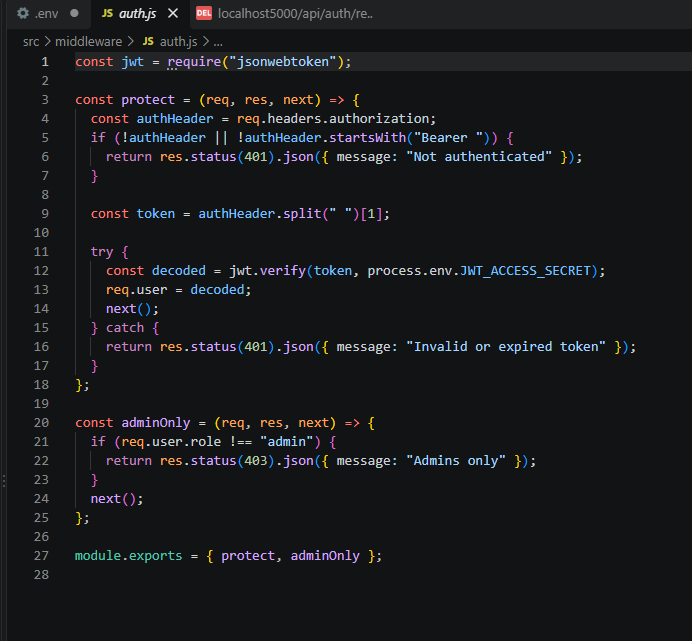 .env
JS auth.js
DEL localhost5000/api/auth/re..
src > middleware > JS auth.js > ...
1 const jwt = require("jsonwebtoken");
2
3 const protect = (req, res, next) => {
4   const authHeader = req.headers.authorization;
5   if (!authHeader || !authHeader.startsWith("Bearer ")) {
6     return res.status(401).json({ message: "Not authenticated" });
7   }
8
9   const token = authHeader.split(" ")[1];
10
11   try {
12     const decoded = jwt.verify(token, process.env.JWT_ACCESS_SECRET);
13     req.user = decoded;
14     next();
15   } catch {
16     return res.status(401).json({ message: "Invalid or expired token" });
17   }
18 };
19
20 const adminOnly = (req, res, next) => {
21   if (req.user.role !== "admin") {
22     return res.status(403).json({ message: "Admins only" });
23   }
24   next();
25 };
26
27 module.exports = { protect, adminOnly };
28